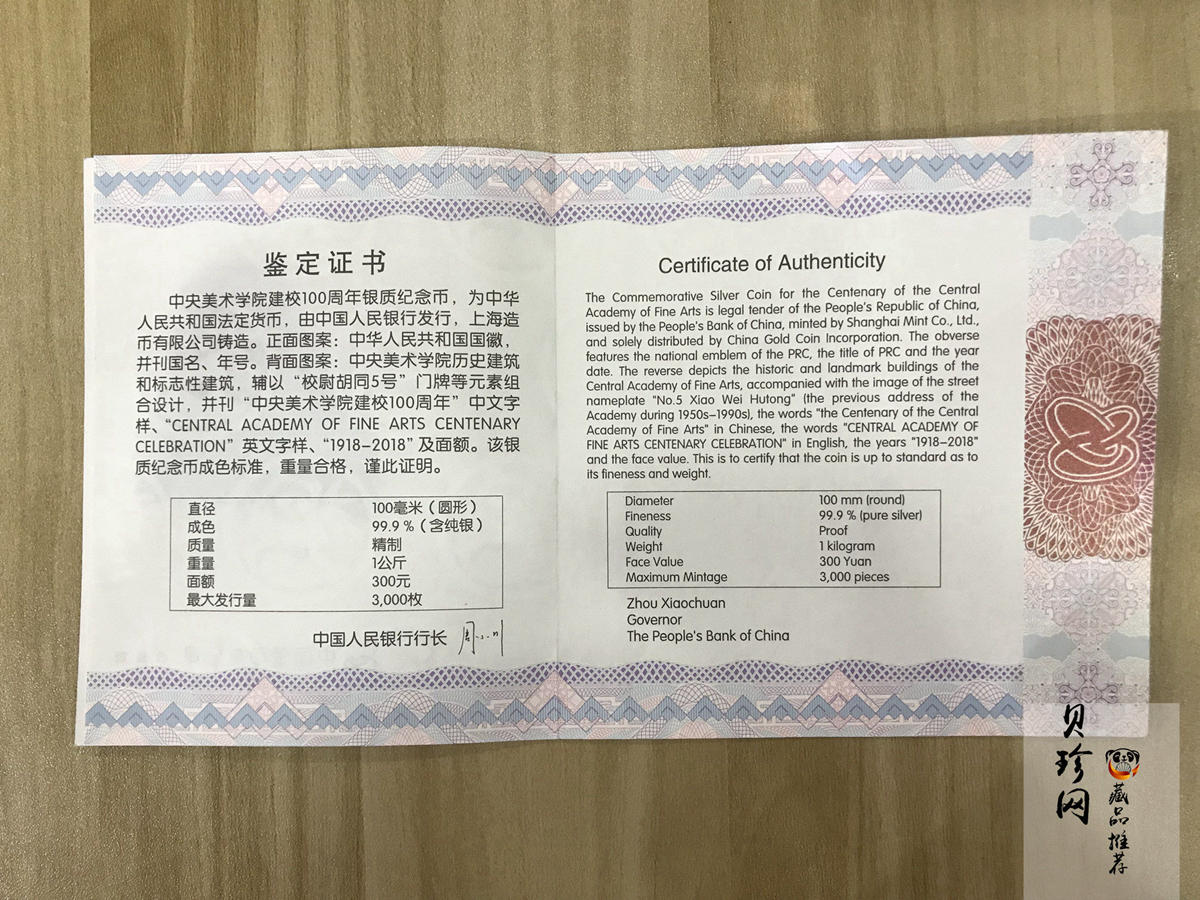 鉴定证书
中央美术学院建校100周年银质纪念币，为中华
人民共和国法定货币，由中国人民银行发行，上海造
币有限公司铸造。正面图案：中华人民共和国国徽，
并刊国名、年号。背面图案：中央美术学院历史建筑
和标志性建筑，辅以“校尉胡同5号”门牌等元素组
合设计，并刊“中央美术学院建校100周年”中文字
样、“CENTRAL ACADEMY OF FINE ARTS CENTENARY
CELEBRATION”英文字样、“1918-2018”及面额。该银
质纪念币成色标准，重量合格，谨此证明。
直径 100毫米（圆形）
成色 99.9 %（含纯银）
质量 精制
重量 1公斤
面额 300元
最大发行量 3,000枚
中国人民银行行长
Certificate of Authenticity
The Commemorative Silver Coin for the Centenary of the Central
Academy of Fine Arts is legal tender of the People's Republic of China,
issued by the People's Bank of China, minted by Shanghai Mint Co., Ltd.,
and solely distributed by China Gold Coin Incorporation. The obverse
features the national emblem of the PRC, the title of PRC and the year
date. The reverse depicts the historic and landmark buildings of the
Central Academy of Fine Arts, accompanied with the image of the street
nameplate "No.5 Xiao Wei Hutong" (the previous address of the
Academy during 1950s-1990s), the words "the Centenary of the Central
Academy of Fine Arts" in Chinese, the words "CENTRAL ACADEMY OF
FINE ARTS CENTENARY CELEBRATION" in English, the years "1918-2018"
and the face value. This is to certify that the coin is up to standard as to
its fineness and weight.
Diameter 100 mm (round)
Fineness 99.9 % (pure silver)
Quality Proof
Weight 1 kilogram
Face Value 300 Yuan
Maximum Mintage 3,000 pieces
Zhou Xiaochuan
Governor
The People's Bank of China
贝珍网
藏品推荐